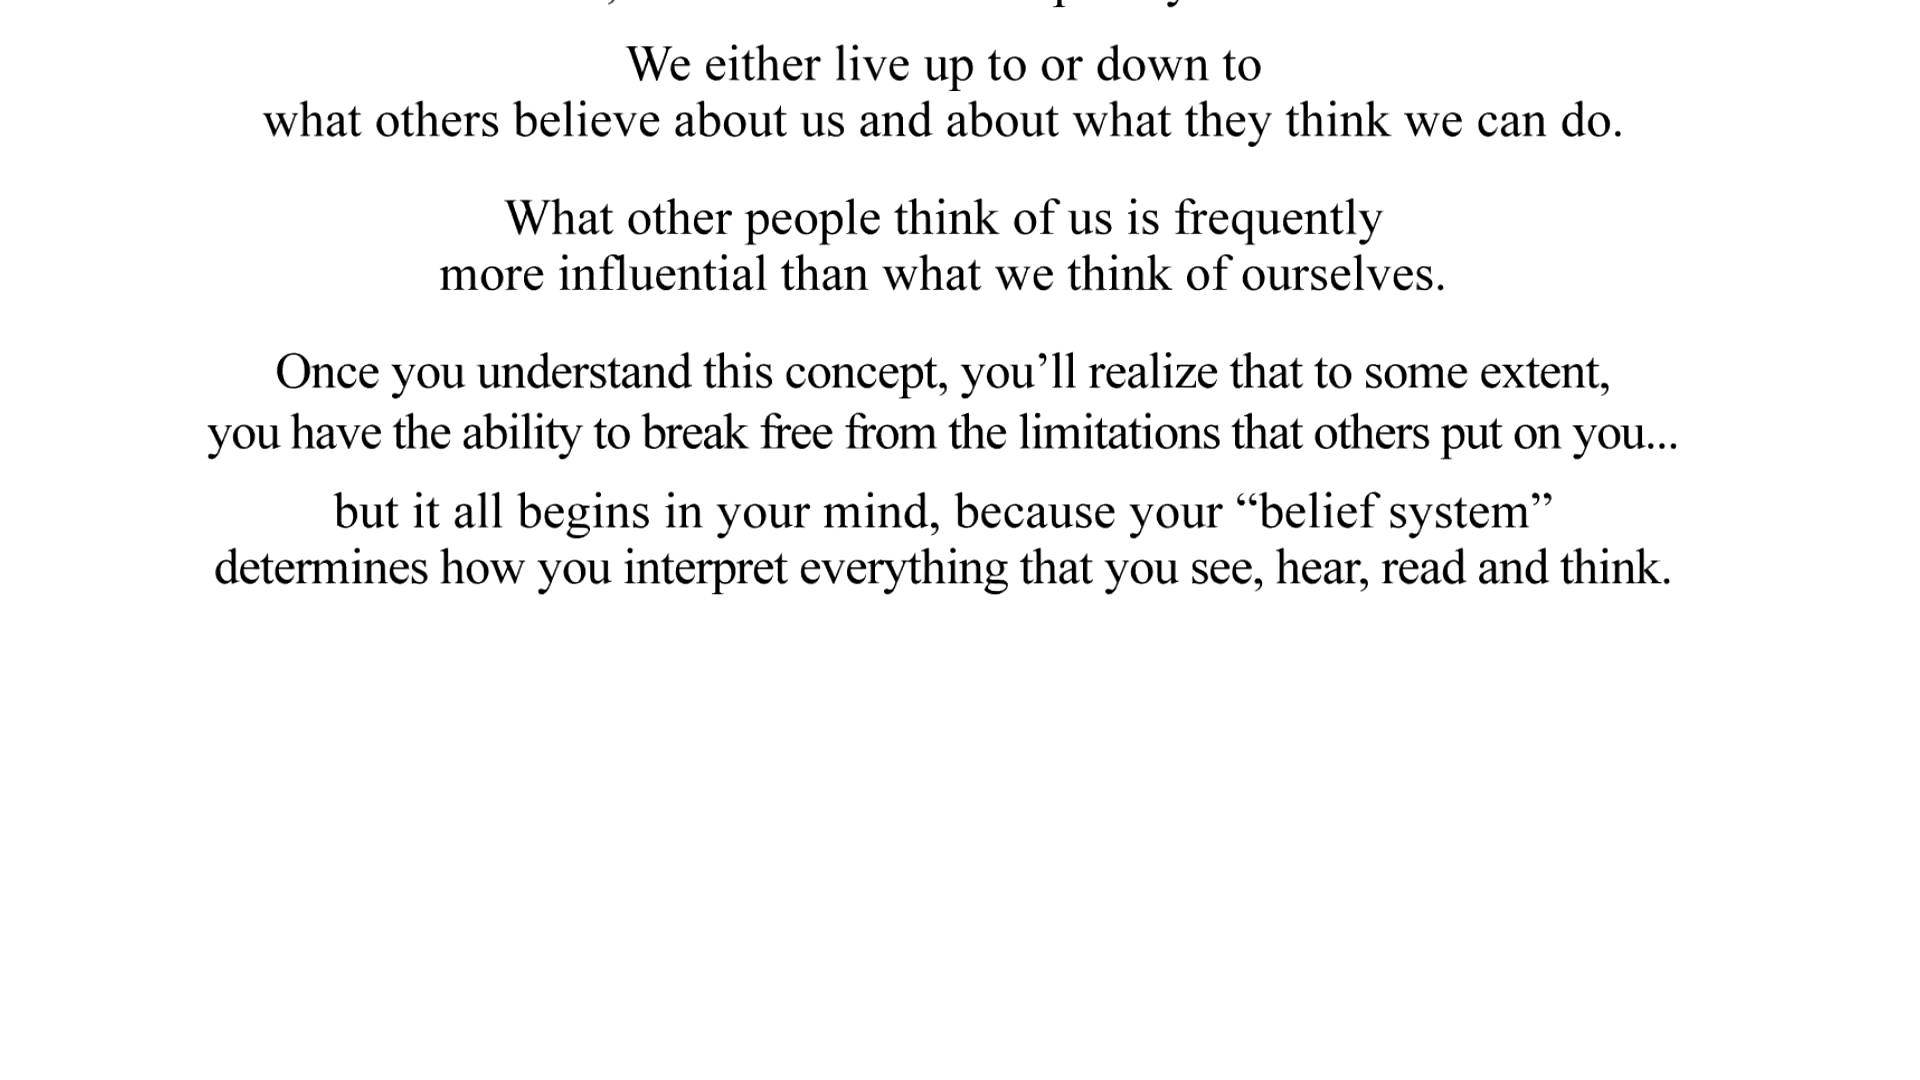 We either live up to or down to
what others believe about us and about what they think we can do.
What other people think of us is frequently
more influential than what we think of ourselves.
Once you understand this concept, you’ll realize that to some extent,
you have the ability to break free from the limitations that others put on you...
but it all begins in your mind, because your “belief system”
determines how you interpret everything that you see, hear, read and think.